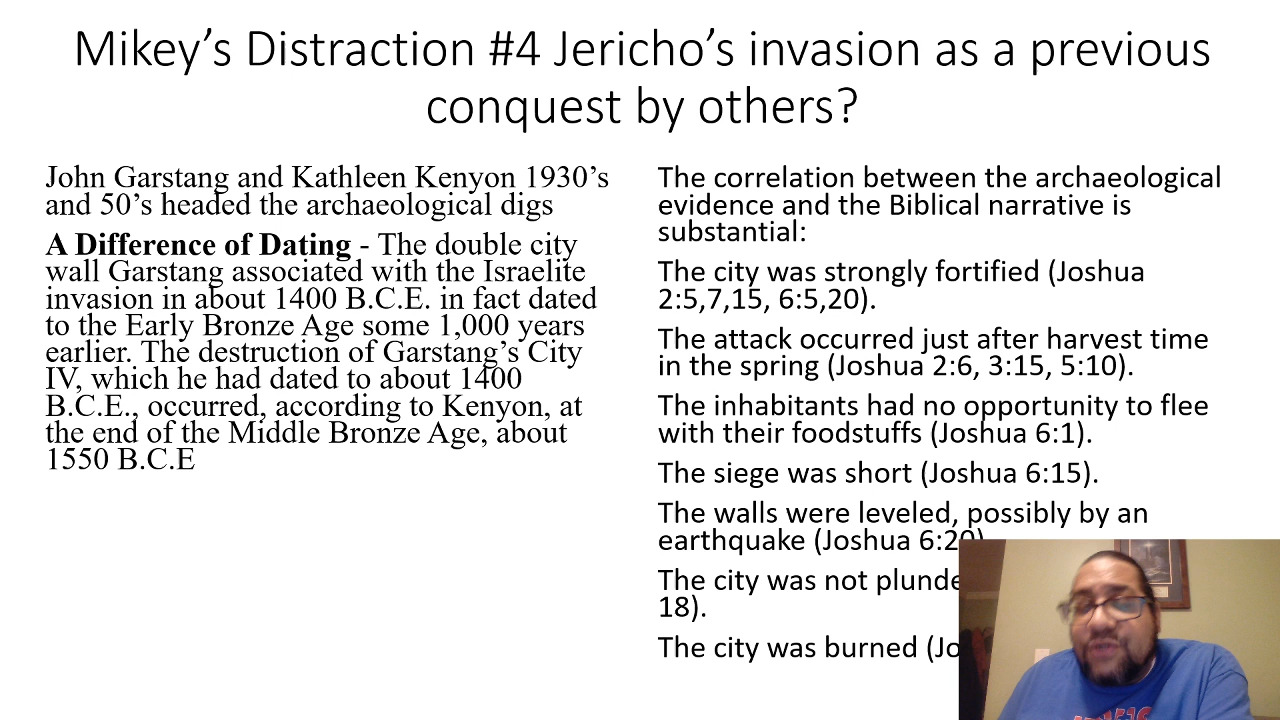 Mikey’s Distraction #4 Jericho’s invasion as a previous
conquest by others?
John Garstang and Kathleen Kenyon 1930’s
and 50’s headed the archaeological digs
A Difference of Dating - The double city
wall Garstang associated with the Israelite
invasion in about 1400 B.C.E. in fact dated
to the Early Bronze Age some 1,000 years
earlier. The destruction of Garstang’s City
IV, which he had dated to about 1400
B.C.E., occurred, according to Kenyon, at
the end of the Middle Bronze Age, about
1550 B.C.E
The correlation between the archaeological
evidence and the Biblical narrative is
substantial:
The city was strongly fortified (Joshua
2:5,7,15, 6:5,20).
The attack occurred just after harvest time
in the spring (Joshua 2:6, 3:15, 5:10).
The inhabitants had no opportunity to flee
with their foodstuffs (Joshua 6:1).
The siege was short (Joshua 6:15).
The walls were leveled, possibly by an
earthquake (Joshua 6:20)
The city was not
18).
The city was burned